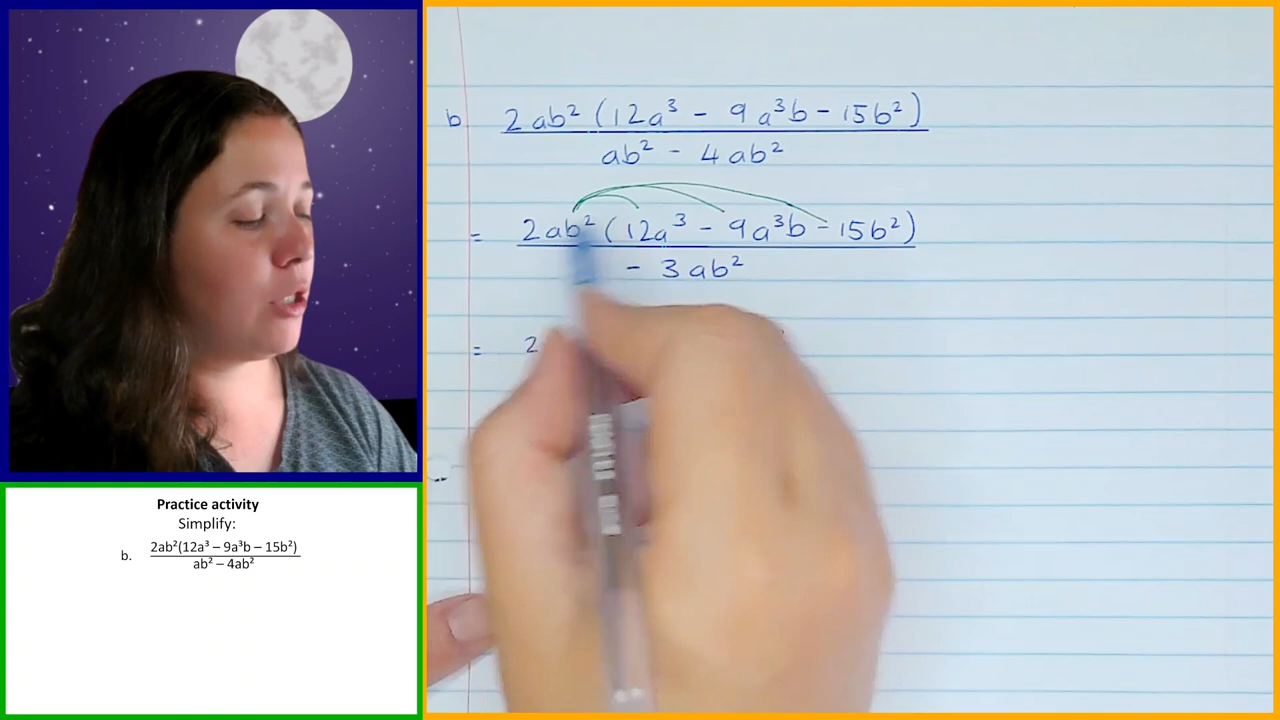 b 2ab² (12a³ - 9a³b - 15b²)
ab² - 4ab²
= 2ab² (12a³ - 9a³b - 15b²)
- 3ab²
= 2
Practice activity
Simplify:
b. 2ab²(12a³ – 9a³b – 15b²)
ab² – 4ab²